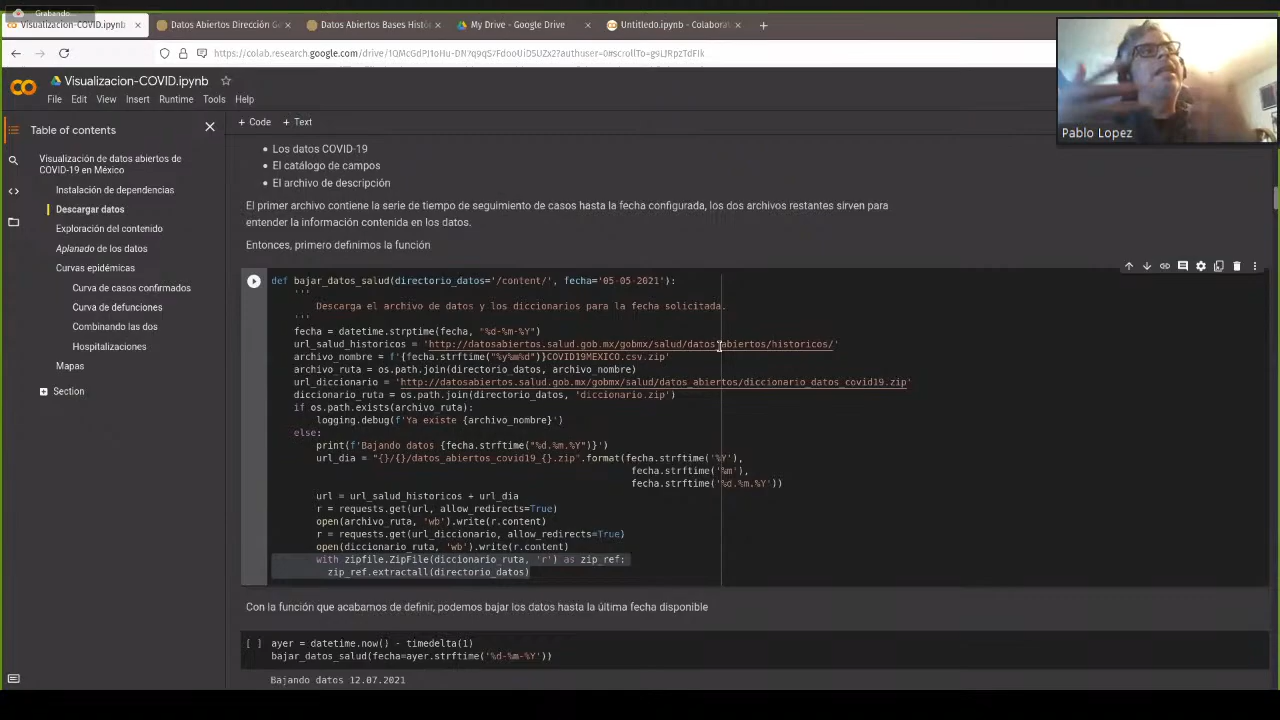 Grabando...
Visualizacion-COVID.ipynb
Datos Abiertos Dirección G
Datos Abiertos Bases Histó
My Drive - Google Drive
Untitled0.ipynb - Colabora
Visualizacion-COVID.ipynb
File Edit View Insert Runtime Tools Help
Table of contents
Visualización de datos abiertos de
COVID-19 en México
Instalación de dependencias
Descargar datos
Exploración del contenido
Aplanado de los datos
Curvas epidémicas
Curva de casos confirmados
Curva de defunciones
Combinando las dos
Hospitalizaciones
Mapas
Section
+ Code + Text
Los datos COVID-19
El catálogo de campos
El archivo de descripción
El primer archivo contiene la serie de tiempo de seguimiento de casos hasta la fecha configurada, los dos archivos restantes sirven para
entender la información contenida en los datos.
Entonces, primero definimos la función
def bajar_datos_salud(directorio_datos='/content/', fecha='05-05-2021'):
'''
Descarga el archivo de datos y los diccionarios para la fecha solicitada.
'''
fecha = datetime.strptime(fecha, "%d-%m-%Y")
url_salud_historicos = 'http://datosabiertos.salud.gob.mx/gobmx/salud/datos_abiertos/historicos/'
archivo_nombre = f'{fecha.strftime("%y%m%d")}COVID19MEXICO.csv.zip'
archivo_ruta = os.path.join(directorio_datos, archivo_nombre)
url_diccionario = 'http://datosabiertos.salud.gob.mx/gobmx/salud/datos_abiertos/diccionario_datos_covid19.zip'
diccionario_ruta = os.path.join(directorio_datos, 'diccionario.zip')
if os.path.exists(archivo_ruta):
logging.debug(f'Ya existe {archivo_nombre}')
else:
print(f'Bajando datos {fecha.strftime("%d.%m.%Y")}')
url_dia = "{}/{}/datos_abiertos_covid19_{}.zip".format(fecha.strftime('%Y'),
fecha.strftime('%m'),
fecha.strftime('%d.%m.%Y'))
url = url_salud_historicos + url_dia
r = requests.get(url, allow_redirects=True)
open(archivo_ruta, 'wb').write(r.content)
r = requests.get(url_diccionario, allow_redirects=True)
open(diccionario_ruta, 'wb').write(r.content)
with zipfile.ZipFile(diccionario_ruta, 'r') as zip_ref:
zip_ref.extractall(directorio_datos)
Con la función que acabamos de definir, podemos bajar los datos hasta la última fecha disponible
[ ] ayer = datetime.now() - timedelta(1)
bajar_datos_salud(fecha=ayer.strftime('%d-%m-%Y'))
Bajando datos 12.07.2021
Pablo Lopez